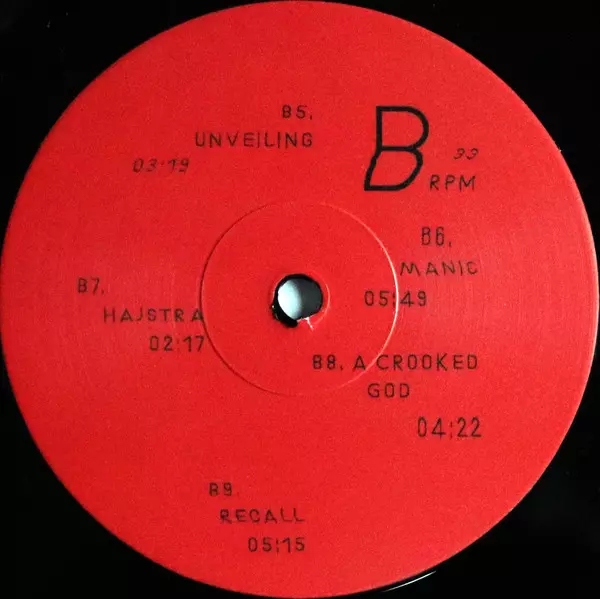 B5.
UNVEILING
03:19
B
33
RPM
B6.
MANIC
05:49
B7.
HAJSTRA
02:17
B8. A CROOKED
GOD
04:22
B9.
RECALL
05:15